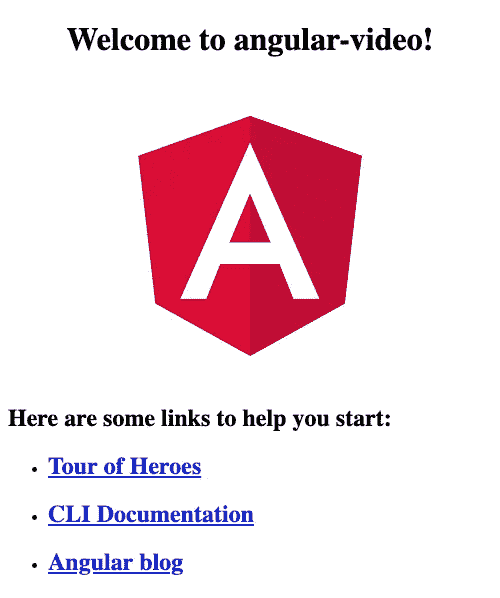 Welcome to angular-video!
A
Here are some links to help you start:
Tour of Heroes
CLI Documentation
Angular blog